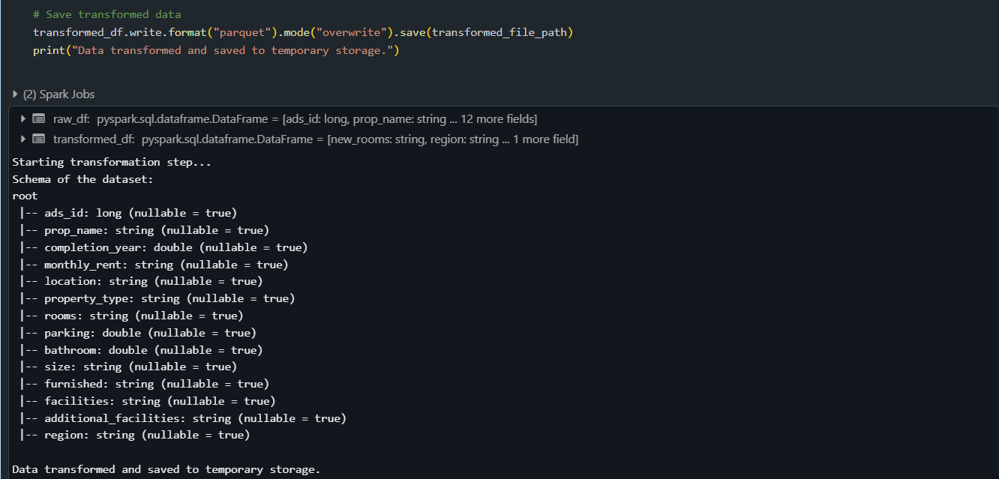 # Save transformed data
transformed_df.write.format("parquet").mode("overwrite").save(transformed_file_path)
print("Data transformed and saved to temporary storage.")
(2) Spark Jobs
raw_df: pyspark.sql.dataframe.DataFrame = [ads_id: long, prop_name: string ... 12 more fields]
transformed_df: pyspark.sql.dataframe.DataFrame = [new_rooms: string, region: string ... 1 more field]
Starting transformation step...
Schema of the dataset:
root
|-- ads_id: long (nullable = true)
|-- prop_name: string (nullable = true)
|-- completion_year: double (nullable = true)
|-- monthly_rent: string (nullable = true)
|-- location: string (nullable = true)
|-- property_type: string (nullable = true)
|-- rooms: string (nullable = true)
|-- parking: double (nullable = true)
|-- bathroom: double (nullable = true)
|-- size: string (nullable = true)
|-- furnished: string (nullable = true)
|-- facilities: string (nullable = true)
|-- additional_facilities: string (nullable = true)
|-- region: string (nullable = true)
Data transformed and saved to temporary storage.